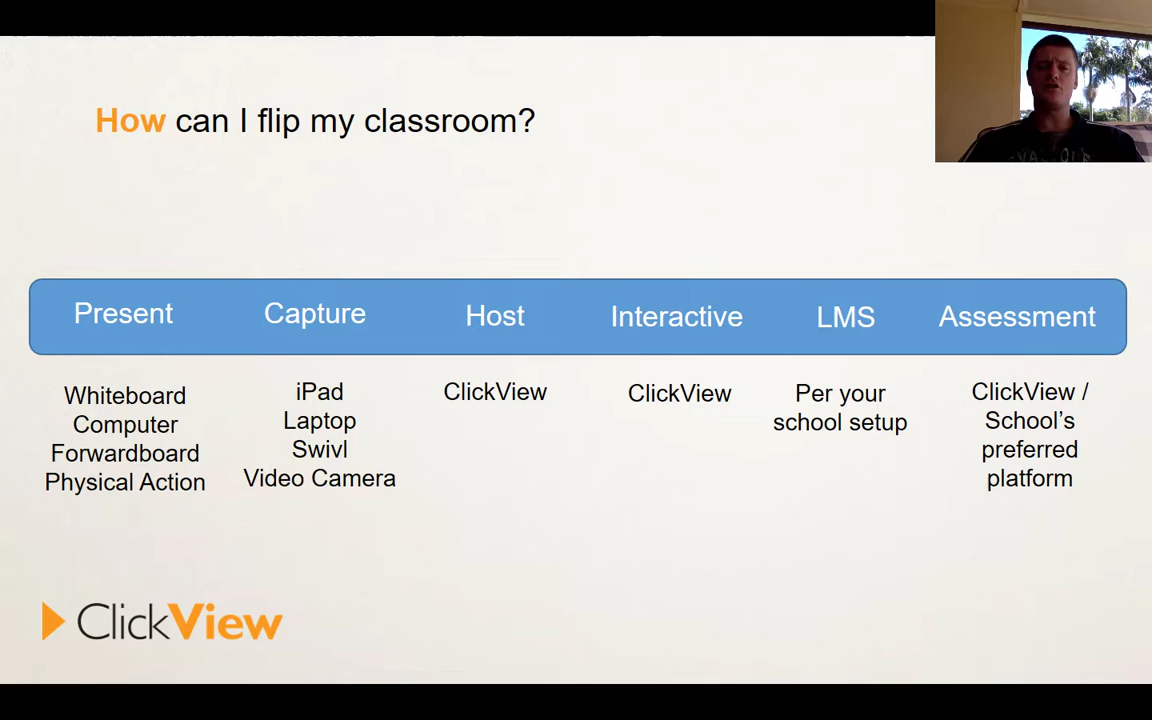 How can I flip my classroom?
Present
Capture
Host
Interactive
LMS
Assessment
Whiteboard
Computer
Forwardboard
Physical Action
iPad
Laptop
Swivl
Video Camera
ClickView
ClickView
Per your
school setup
ClickView /
School's
preferred
platform
ClickView